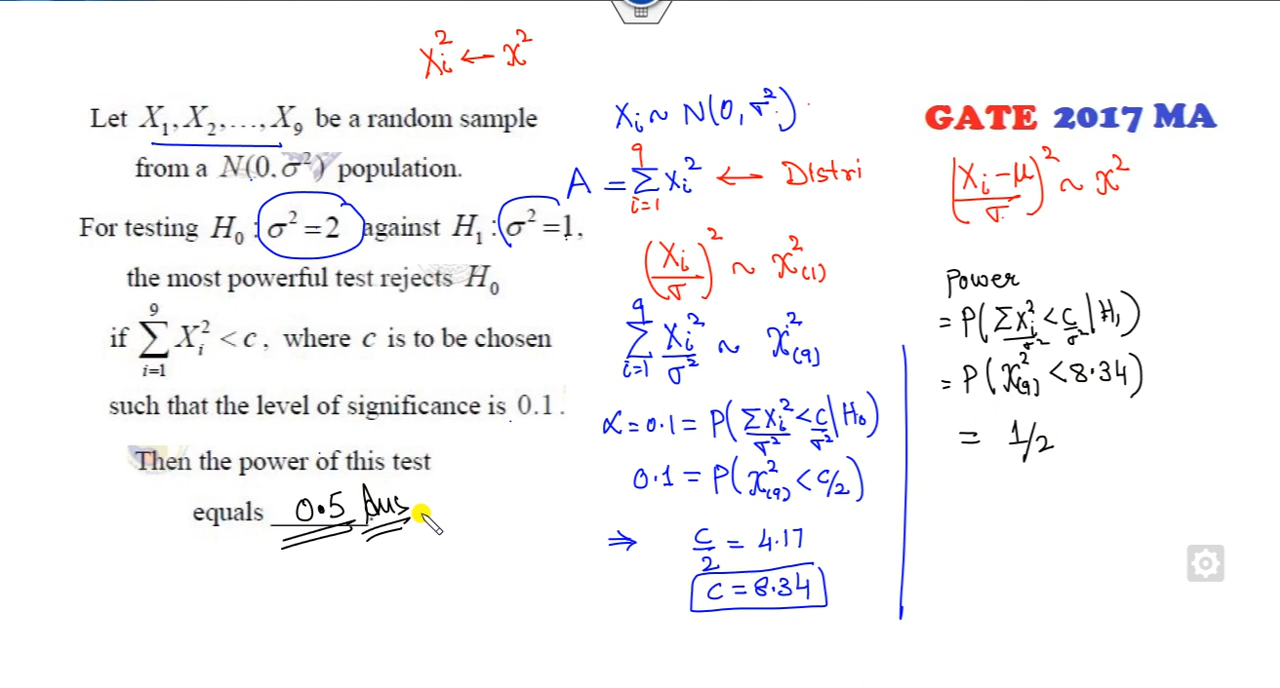 Xᵢ² ← χ²
Let X₁, X₂,..., X₉ be a random sample
from a N(0, σ²) population.
For testing H₀ : σ² = 2 against H₁ : σ² = 1,
the most powerful test rejects H₀
if ∑_{i=1}^{9} Xᵢ² < c, where c is to be chosen
such that the level of significance is 0.1.
Then the power of this test
equals 0.5 Ans
Xᵢ ~ N(0, σ²)
A = ∑_{i=1}^{9} Xᵢ² ← Distri
(Xᵢ/σ)² ~ χ²₍₁₎
∑_{i=1}^{9} Xᵢ²/σ² ~ χ²₍₉₎
α = 0.1 = P(∑Xᵢ²/σ² < c/σ² | H₀)
0.1 = P(χ²₍₉₎ < c/2)
⇒ c/2 = 4.17
c = 8.34
GATE 2017 MA
((Xᵢ - μ)/σ)² ~ χ²
Power
= P(∑Xᵢ²/σ² < c/σ² | H₁)
= P(χ²₍₉₎ < 8.34)
= 1/2